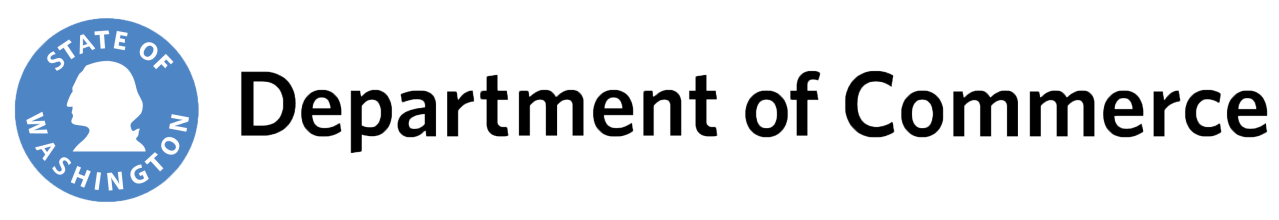 STATE OF
WASHINGTON
Department of Commerce